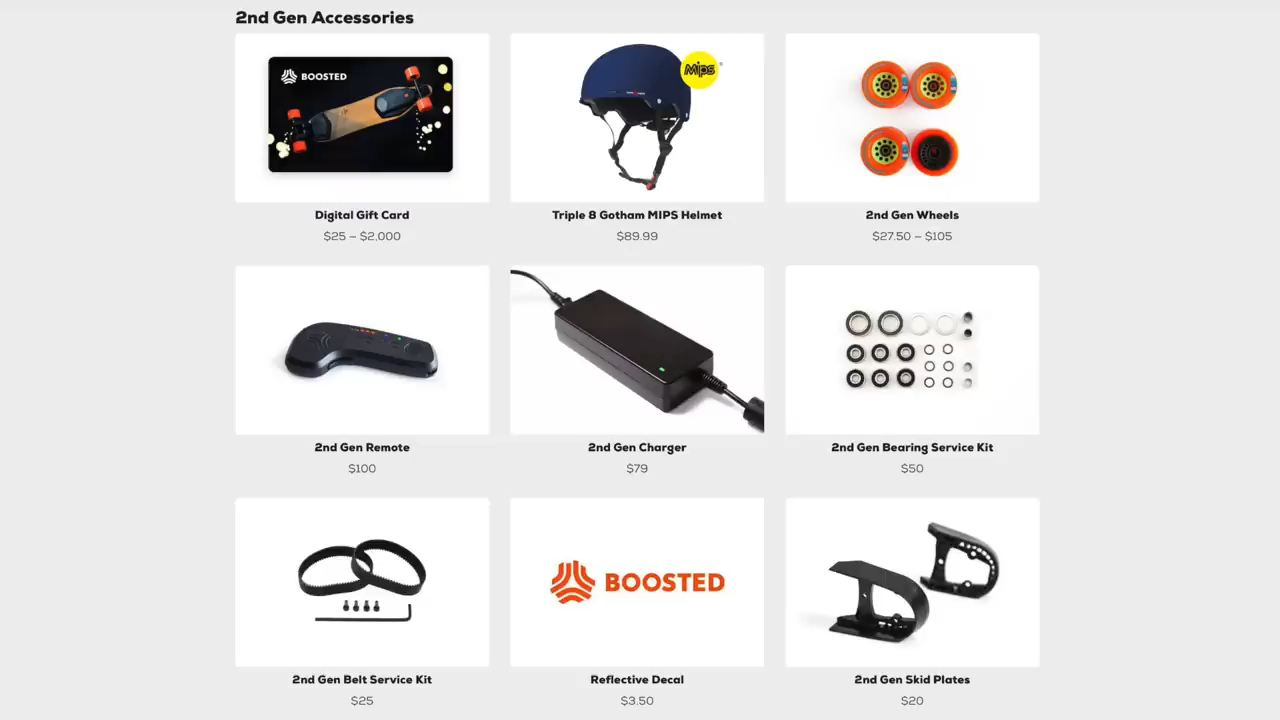 2nd Gen Accessories
BOOSTED
Mips
Digital Gift Card
Triple 8 Gotham MIPS Helmet
2nd Gen Wheels
$25 – $2,000
$89.99
$27.50 – $105
2nd Gen Remote
2nd Gen Charger
2nd Gen Bearing Service Kit
$100
$79
$50
BOOSTED
2nd Gen Belt Service Kit
Reflective Decal
2nd Gen Skid Plates
$25
$3.50
$20